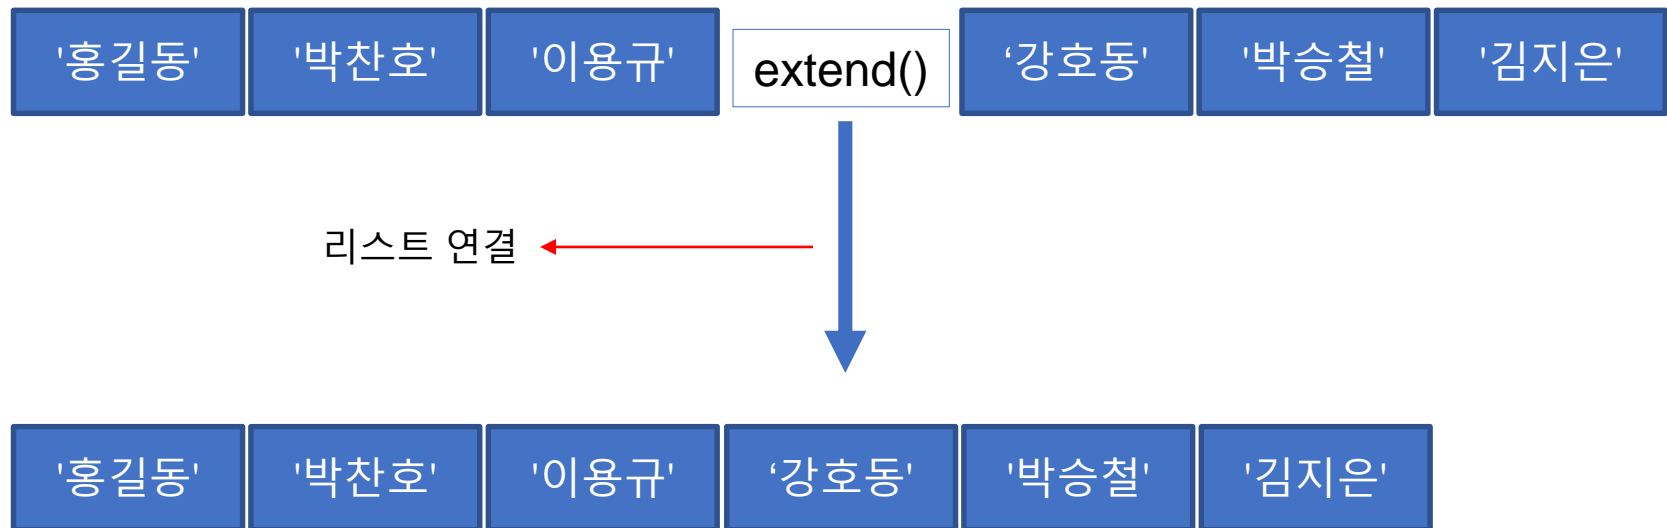 '홍길동' '박찬호' '이용규' extend() ‘강호동' '박승철' '김지은'
리스트 연결
'홍길동' '박찬호' '이용규' ‘강호동' '박승철' '김지은'